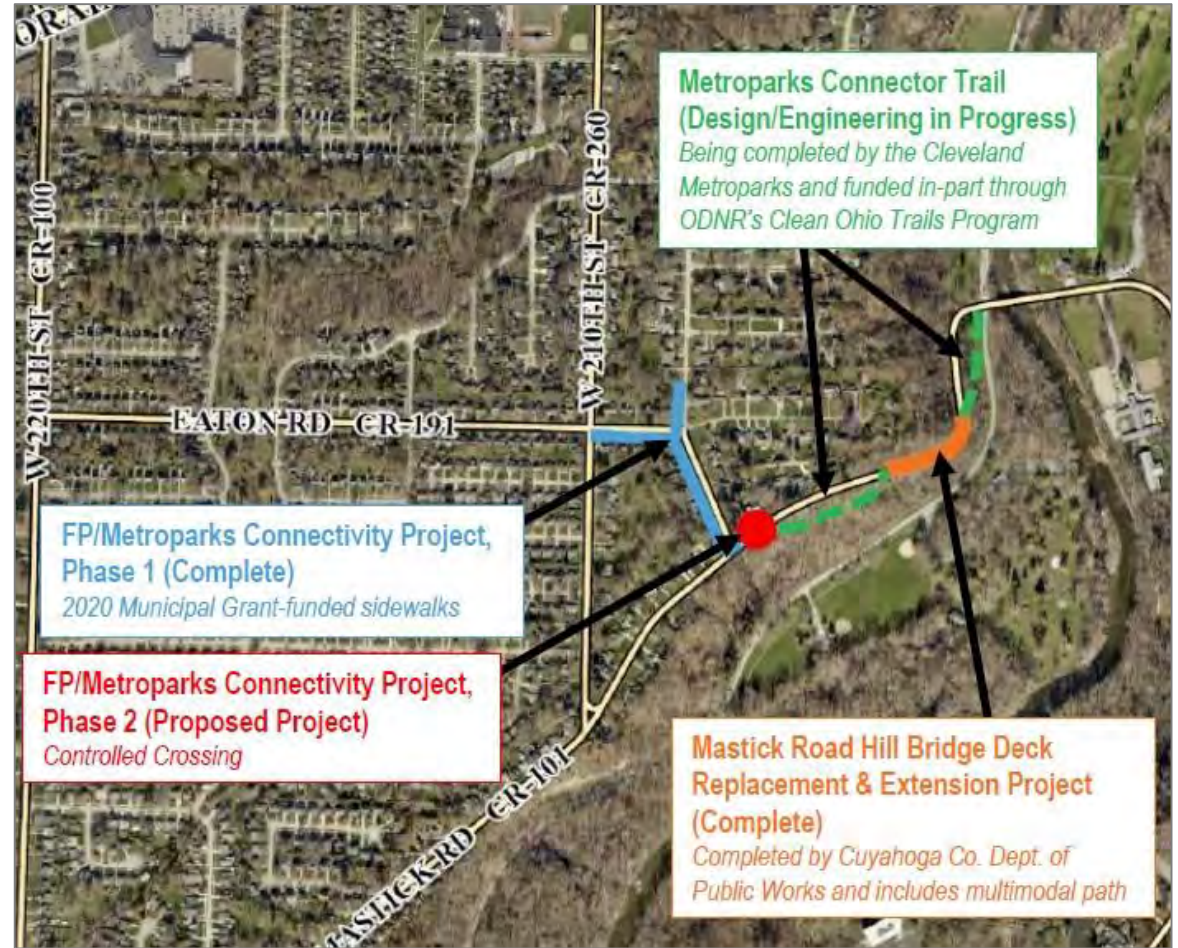 W 220TH ST CR-100
W 210TH ST CR-260
Metroparks Connector Trail
(Design/Engineering in Progress)
Being completed by the Cleveland
Metroparks and funded in-part through
ODNR's Clean Ohio Trails Program
EATON RD CR-191
FP/Metroparks Connectivity Project,
Phase 1 (Complete)
2020 Municipal Grant-funded sidewalks
FP/Metroparks Connectivity Project,
Phase 2 (Proposed Project)
Controlled Crossing
Mastick Road Hill Bridge Deck
Replacement & Extension Project
(Complete)
Completed by Cuyahoga Co. Dept. of
Public Works and includes multimodal path
MASTICK RD CR-101